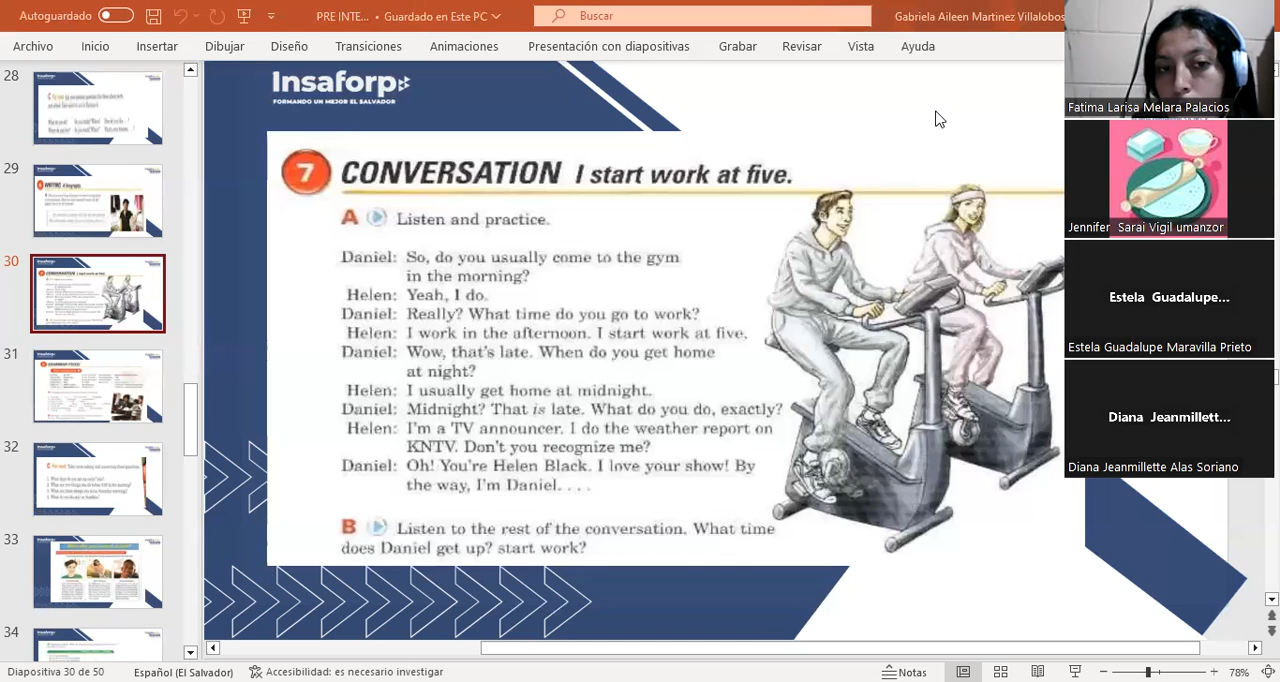 Autoguardado
PRE INTE... • Guardado en Este PC
Buscar
Gabriela Aileen Martinez Villalobos
Archivo Inicio Insertar Dibujar Diseño Transiciones Animaciones Presentación con diapositivas Grabar Revisar Vista Ayuda
28
29
30
31
32
33
34
Insaforp
FORMANDO UN MEJOR EL SALVADOR
7 CONVERSATION I start work at five.
A Listen and practice.
Daniel: So, do you usually come to the gym
in the morning?
Helen: Yeah, I do.
Daniel: Really? What time do you go to work?
Helen: I work in the afternoon. I start work at five.
Daniel: Wow, that's late. When do you get home
at night?
Helen: I usually get home at midnight.
Daniel: Midnight? That is late. What do you do, exactly?
Helen: I'm a TV announcer. I do the weather report on
KNTV. Don't you recognize me?
Daniel: Oh! You're Helen Black. I love your show! By
the way, I'm Daniel. . . .
B Listen to the rest of the conversation. What time
does Daniel get up? start work?
Fatima Larisa Melara Palacios
Jennifer Sarai Vigil umanzor
Estela Guadalupe...
Estela Guadalupe Maravilla Prieto
Diana Jeanmillett...
Diana Jeanmillette Alas Soriano
Diapositiva 30 de 50
Español (El Salvador)
Accesibilidad: es necesario investigar
Notas
78%